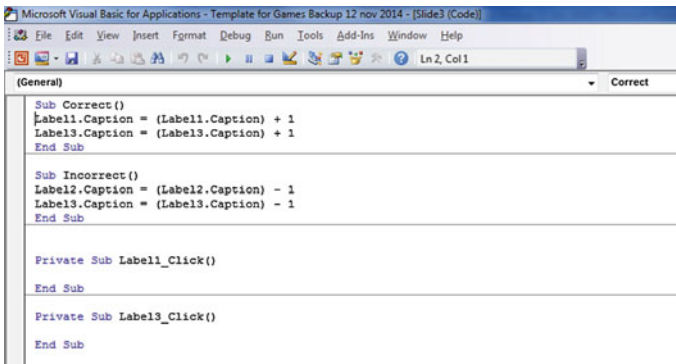 Microsoft Visual Basic for Applications - Template for Games Backup 12 nov 2014 - [Slide3 (Code)]
File Edit View Insert Format Debug Run Tools Add-Ins Window Help
Ln 2, Col 1
(General) Correct
Sub Correct()
Label1.Caption = (Label1.Caption) + 1
Label3.Caption = (Label3.Caption) + 1
End Sub
Sub Incorrect()
Label2.Caption = (Label2.Caption) - 1
Label3.Caption = (Label3.Caption) - 1
End Sub
Private Sub Label1_Click()
End Sub
Private Sub Label3_Click()
End Sub